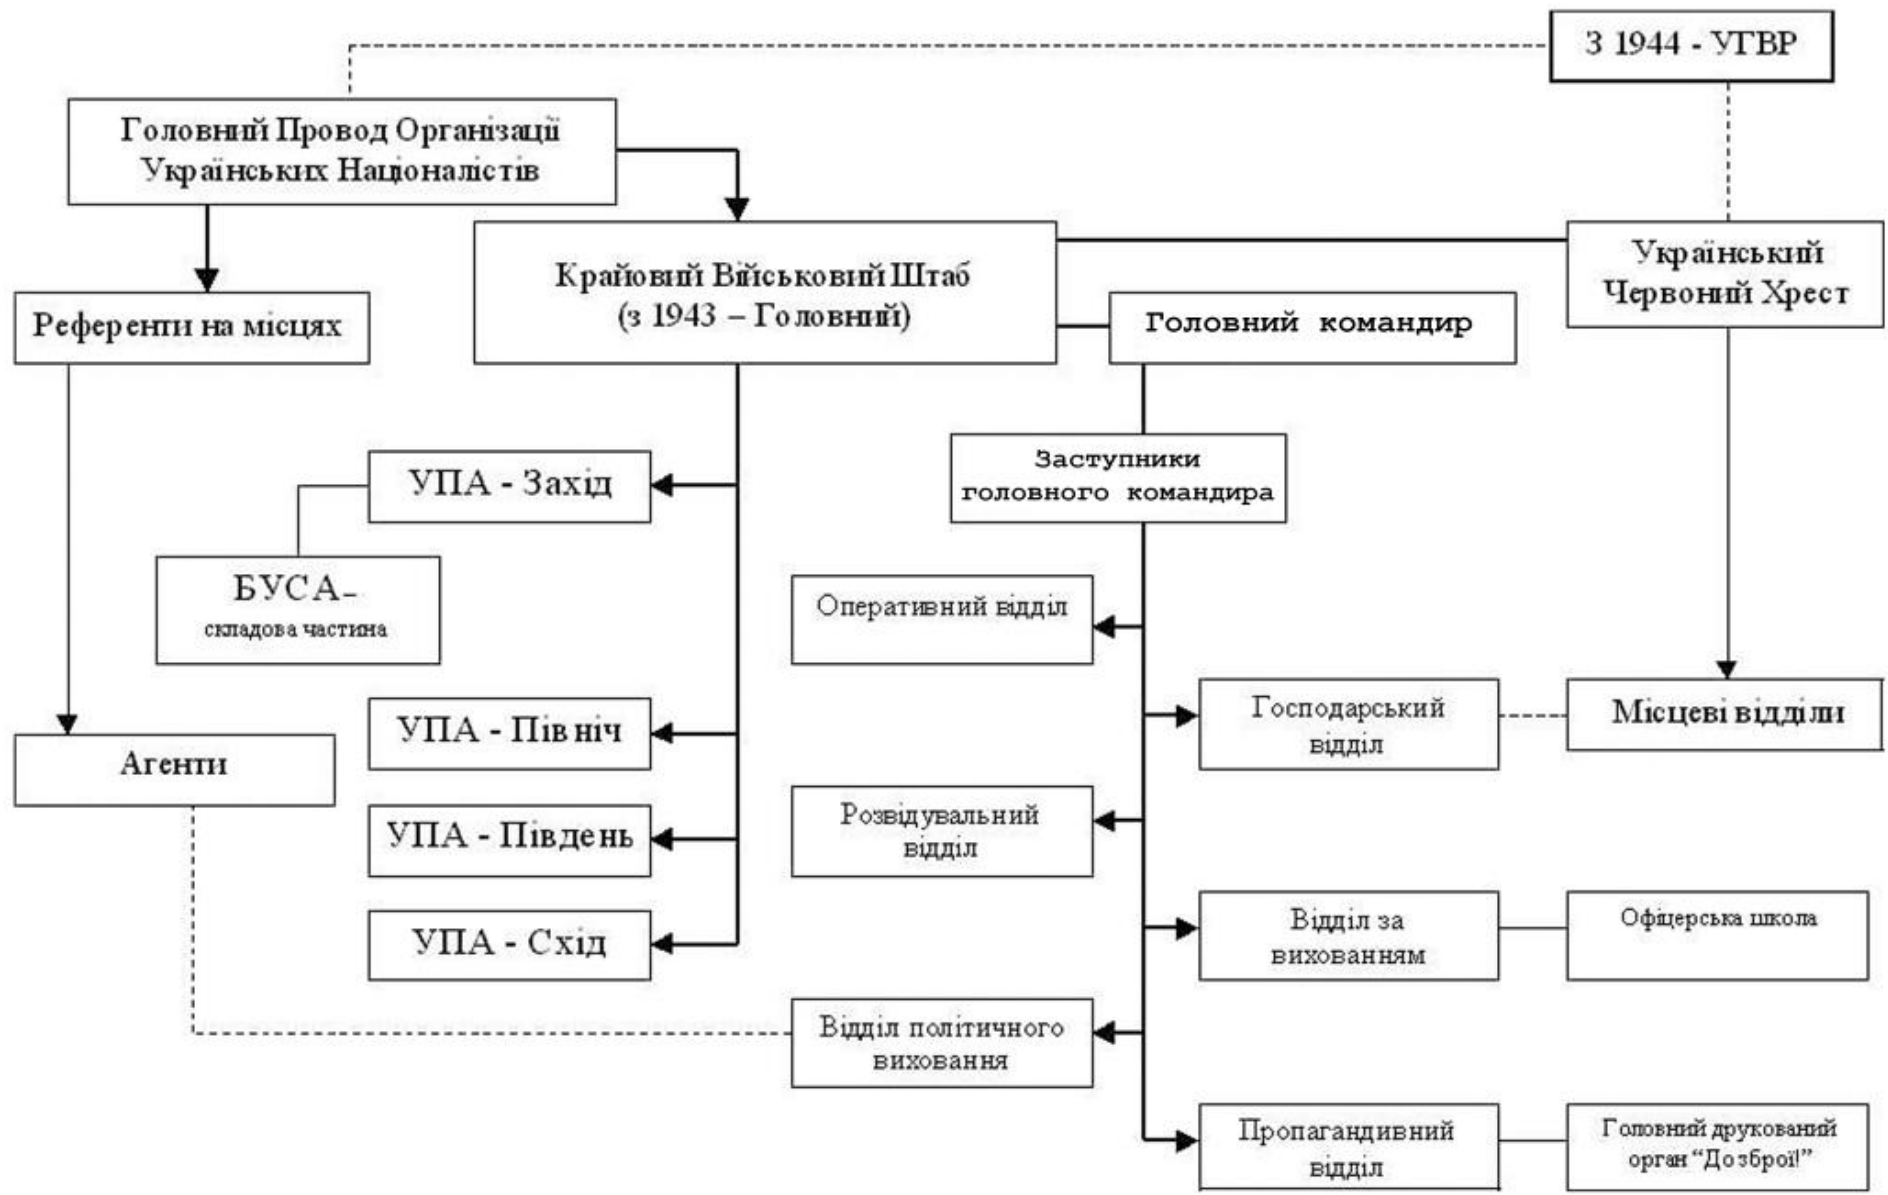 З 1944 - УГВР
Головний Провод Організації
Українських Націоналістів
Крайовий Військовий Штаб
(з 1943 – Головний)
Український
Червоний Хрест
Референти на місцях
Головний командир
Заступники
головного командира
УПА - Захід
БУСА-
складова частина
Оперативний відділ
Господарський
відділ
Місцеві відділи
УПА - Північ
Агенти
УПА - Південь
Розвідувальний
відділ
Відділ за
вихованням
Офіцерська школа
УПА - Схід
Відділ політичного
виховання
Пропагандивний
відділ
Головний друкований
орган “До зброї!”